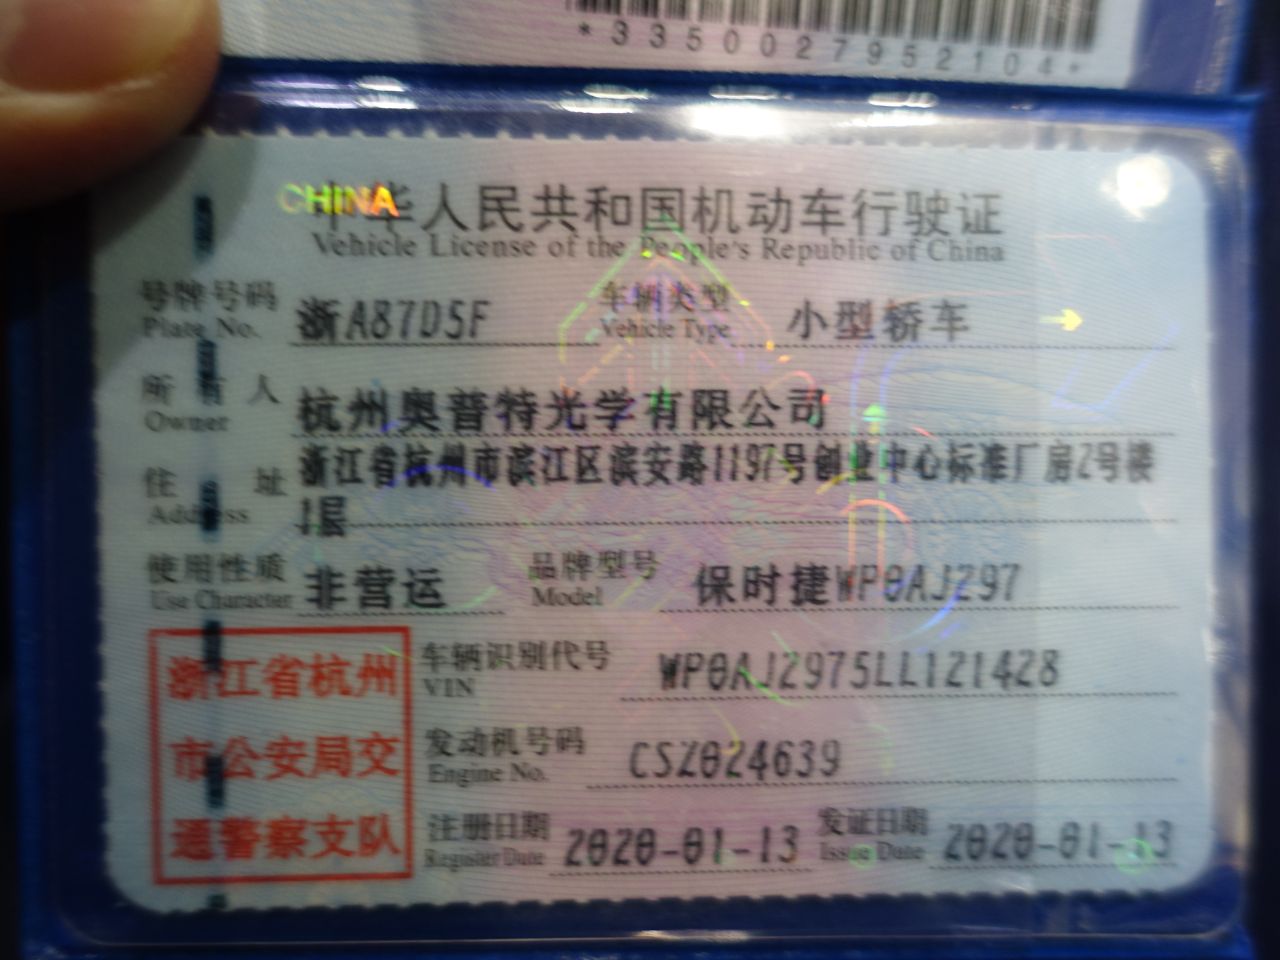 *3350027952104*
CHINA
中华人民共和国机动车行驶证
Vehicle License of the People's Republic of China
号牌号码 浙A87D5F 车辆类型 小型轿车
Plate No. Vehicle Type
所有人 杭州奥普特光学有限公司
Owner
住址 浙江省杭州市滨江区滨安路1197号创业中心标准厂房2号楼
Address 1层
使用性质 非营运 品牌型号 保时捷WP0AJ297
Use Character Model
浙江省杭州
市公安局交
通警察支队
车辆识别代号 WP0AJ2975LL121428
VIN
发动机号码 CSZ024639
Engine No.
注册日期 2020-01-13 发证日期 2020-01-13
Register Date Issue Date